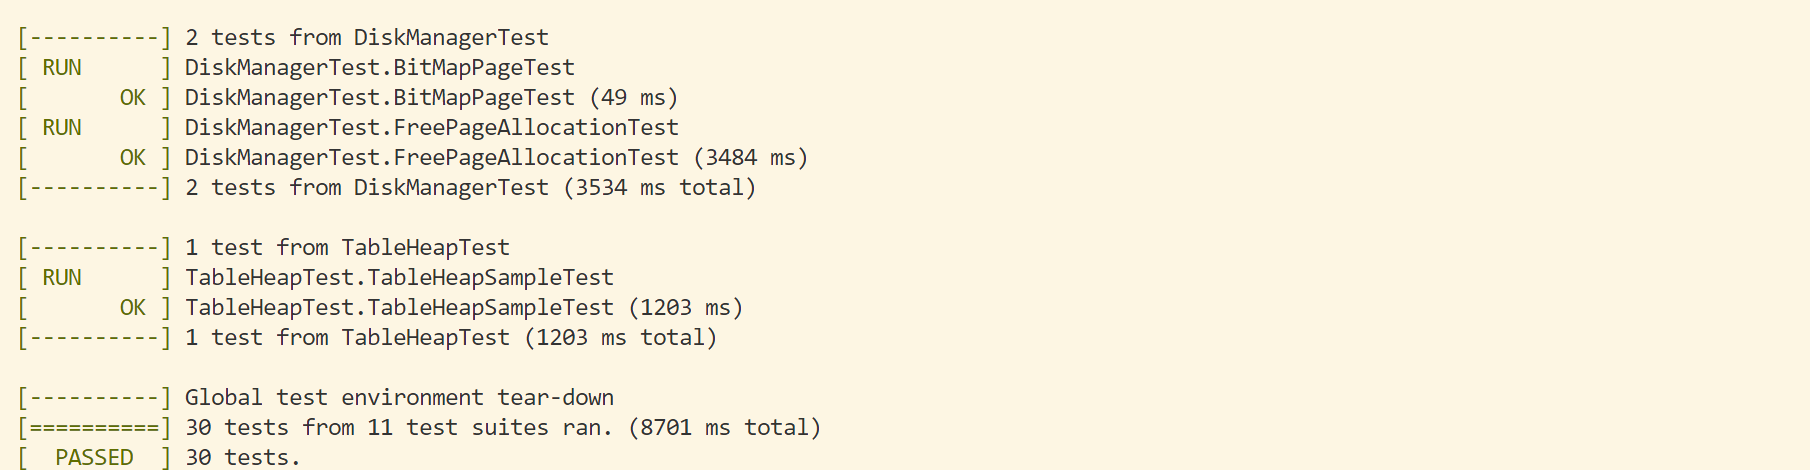 [----------] 2 tests from DiskManagerTest
[ RUN      ] DiskManagerTest.BitMapPageTest
[       OK ] DiskManagerTest.BitMapPageTest (49 ms)
[ RUN      ] DiskManagerTest.FreePageAllocationTest
[       OK ] DiskManagerTest.FreePageAllocationTest (3484 ms)
[----------] 2 tests from DiskManagerTest (3534 ms total)

[----------] 1 test from TableHeapTest
[ RUN      ] TableHeapTest.TableHeapSampleTest
[       OK ] TableHeapTest.TableHeapSampleTest (1203 ms)
[----------] 1 test from TableHeapTest (1203 ms total)

[----------] Global test environment tear-down
[==========] 30 tests from 11 test suites ran. (8701 ms total)
[  PASSED  ] 30 tests.